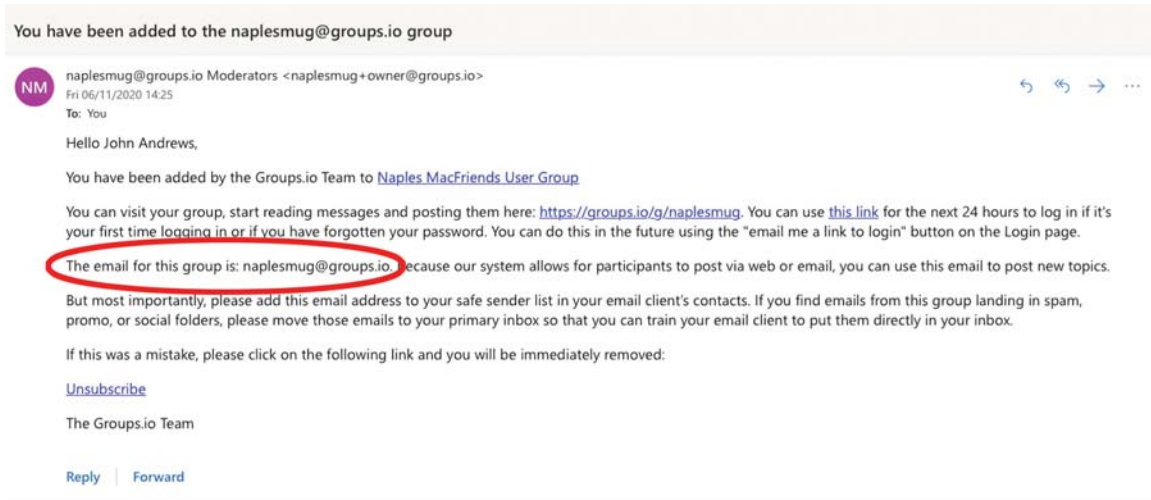 You have been added to the naplesmug@groups.io group
NM
naplesmug@groups.io Moderators <naplesmug+owner@groups.io>
Fri 06/11/2020 14:25
To: You
Hello John Andrews,
You have been added by the Groups.io Team to Naples MacFriends User Group
You can visit your group, start reading messages and posting them here: https://groups.io/g/naplesmug. You can use this link for the next 24 hours to log in if it's
your first time logging in or if you have forgotten your password. You can do this in the future using the "email me a link to login" button on the Login page.
The email for this group is: naplesmug@groups.io. Because our system allows for participants to post via web or email, you can use this email to post new topics.
But most importantly, please add this email address to your safe sender list in your email client's contacts. If you find emails from this group landing in spam,
promo, or social folders, please move those emails to your primary inbox so that you can train your email client to put them directly in your inbox.
If this was a mistake, please click on the following link and you will be immediately removed:
Unsubscribe
The Groups.io Team
Reply Forward